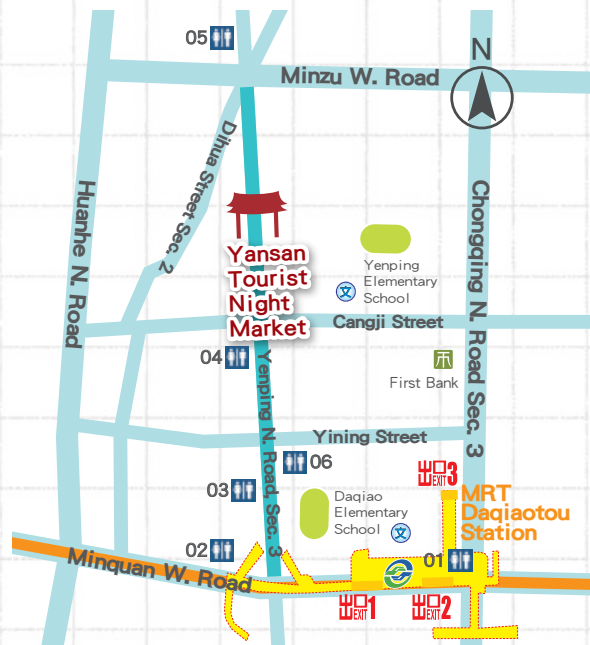 05
N
Minzu W. Road
Dihua Street Sec. 2
Huanhe N. Road
Chongqing N. Road Sec. 3
Yansan
Tourist
Night
Market
Yenping
Elementary
School
文
Cangji Street
04
First Bank
Yenping N. Road, Sec. 3
Yining Street
06
出口3
EXIT
03
Daqiao
Elementary
School
文
MRT
Daqiaotou
Station
02
01
Minquan W. Road
出口1
EXIT
出口2
EXIT